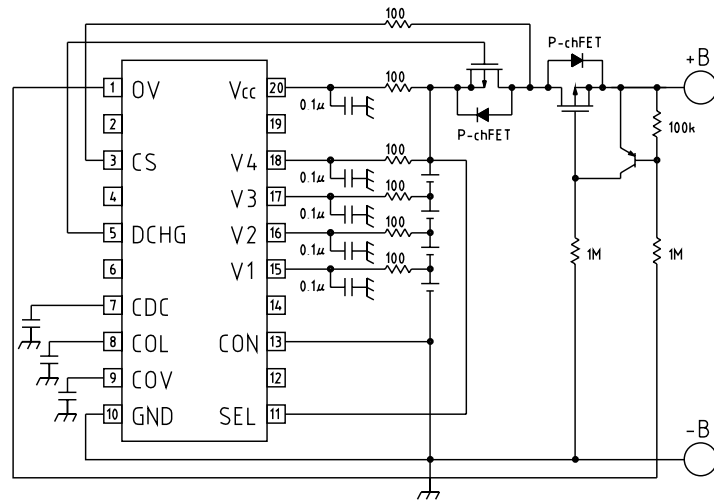 100
P-chFET
+B
1 OV
Vcc 20
100
0.1μ
P-chFET
100k
2
19
3 CS
V4 18
100
0.1μ
4
V3 17
100
0.1μ
5 DCHG
V2 16
100
0.1μ
1M
1M
6
V1 15
100
0.1μ
7 CDC
14
8 COL
CON 13
9 COV
12
10 GND
SEL 11
-B